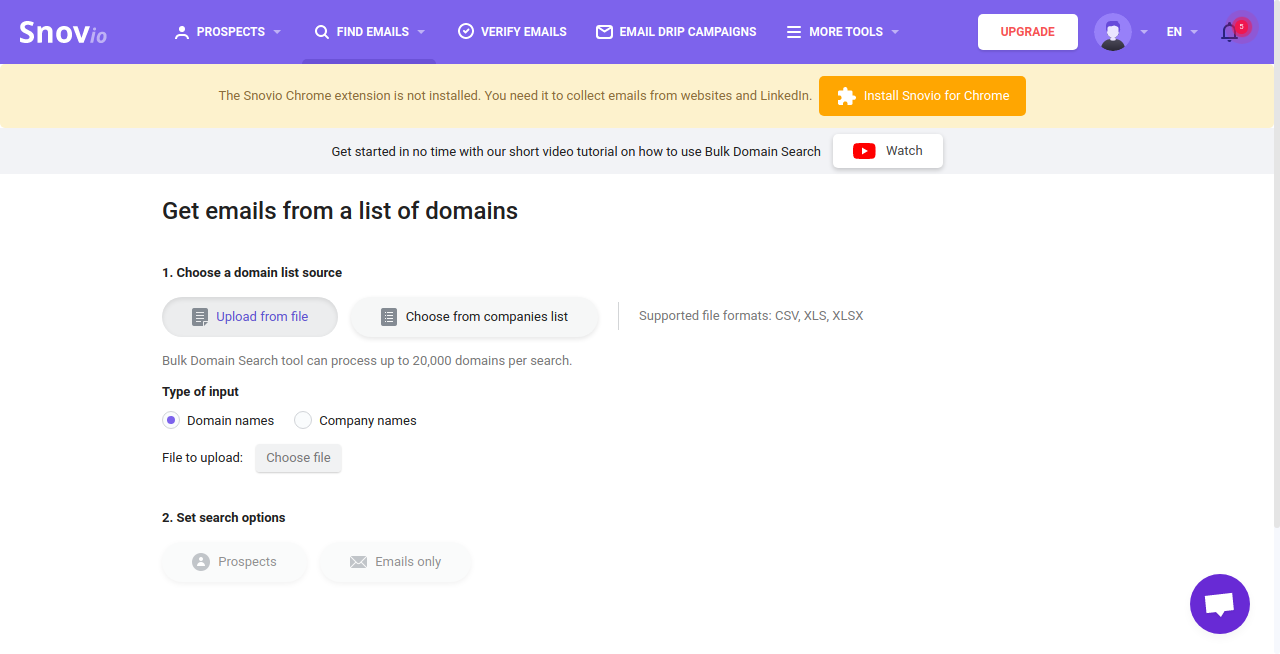 Snovio
PROSPECTS
FIND EMAILS
VERIFY EMAILS
EMAIL DRIP CAMPAIGNS
MORE TOOLS
UPGRADE
EN
5
The Snovio Chrome extension is not installed. You need it to collect emails from websites and LinkedIn.
Install Snovio for Chrome
Get started in no time with our short video tutorial on how to use Bulk Domain Search
Watch
Get emails from a list of domains
1. Choose a domain list source
Upload from file
Choose from companies list
Supported file formats: CSV, XLS, XLSX
Bulk Domain Search tool can process up to 20,000 domains per search.
Type of input
Domain names
Company names
File to upload:
Choose file
2. Set search options
Prospects
Emails only